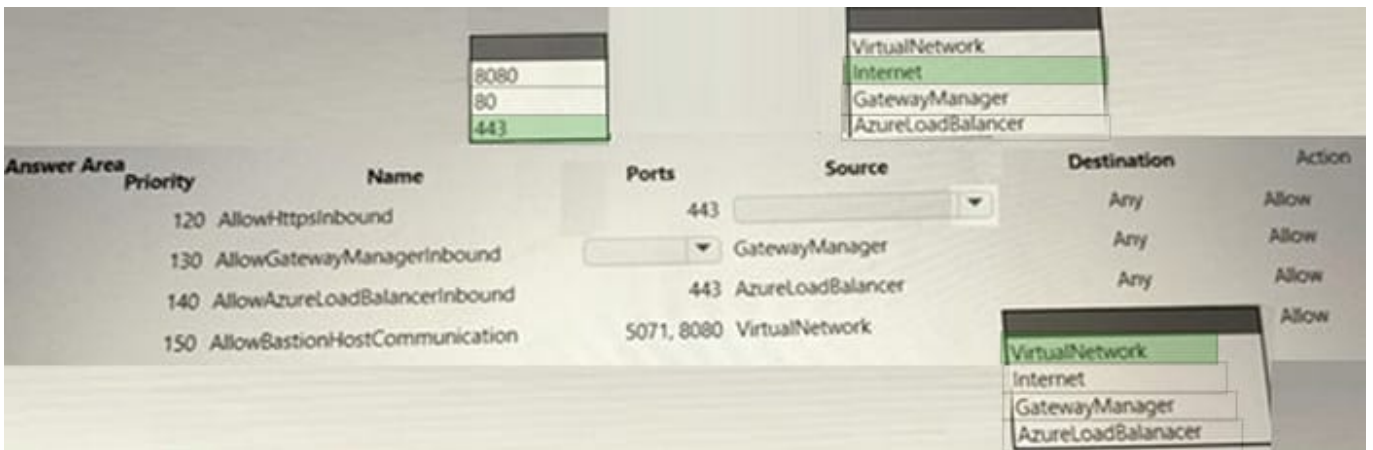 VirtualNetwork
8080
Internet
80
GatewayManager
443
AzureLoadBalancer
Answer Area
Priority Name Ports Source Destination Action
120 AllowHttpsInbound 443 Any Allow
130 AllowGatewayManagerInbound GatewayManager Any Allow
140 AllowAzureLoadBalancerInbound 443 AzureLoadBalancer Any Allow
150 AllowBastionHostCommunication 5071, 8080 VirtualNetwork Allow
VirtualNetwork
Internet
GatewayManager
AzureLoadBalanacer